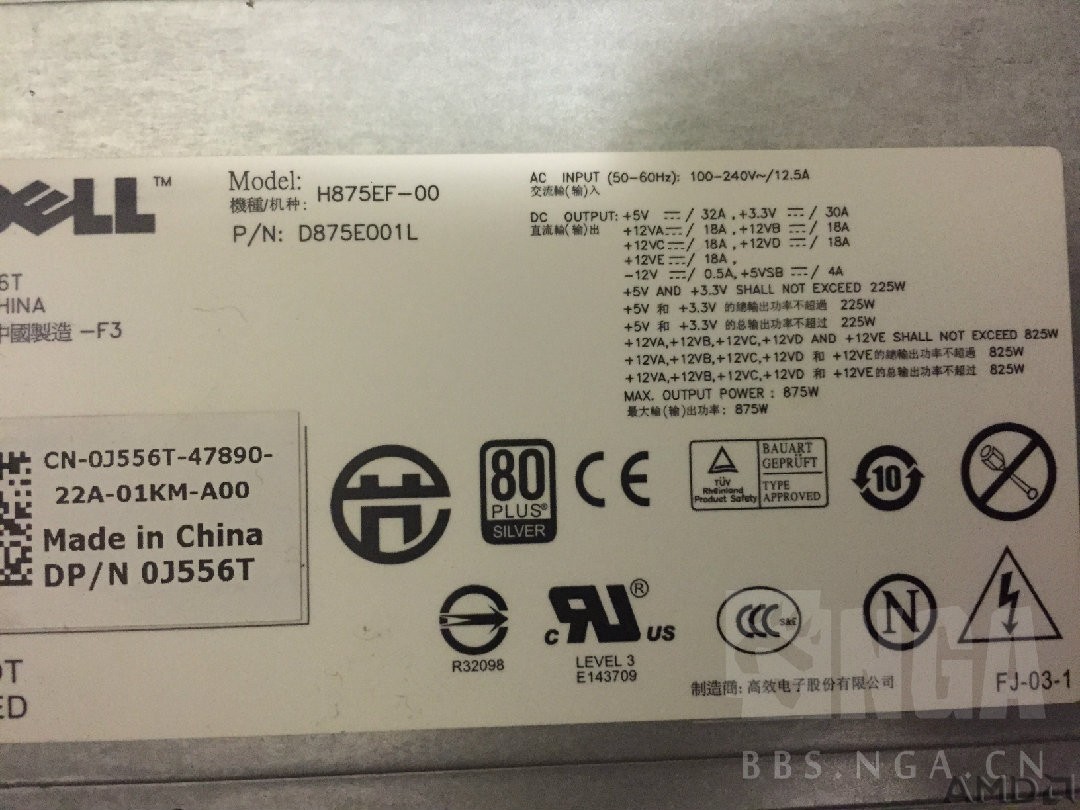 DELL™
Model: H875EF-00
機種/机种:
P/N: D875E001L
AC INPUT (50-60Hz): 100-240V~/12.5A
交流輸(输)入
DC OUTPUT: +5V ⎓/ 32A , +3.3V ⎓/ 30A
直流輸(输)出 +12VA ⎓/ 18A , +12VB ⎓/ 18A
+12VC ⎓/ 18A , +12VD ⎓/ 18A
+12VE ⎓/ 18A ,
-12V ⎓/ 0.5A , +5VSB ⎓/ 4A
+5V AND +3.3V SHALL NOT EXCEED 225W
+5V 和 +3.3V 的總輸出功率不超過 225W
+5V 和 +3.3V 的总输出功率不超过 225W
+12VA,+12VB,+12VC,+12VD AND +12VE SHALL NOT EXCEED 825W
+12VA,+12VB,+12VC,+12VD 和 +12VE的總輸出功率不超過 825W
+12VA,+12VB,+12VC,+12VD 和 +12VE的总输出功率不超过 825W
MAX. OUTPUT POWER : 875W
最大輸(输)出功率: 875W
6T
HINA
中國製造 -F3
CN-0J556T-47890-
22A-01KM-A00
Made in China
DP/N 0J556T
OT
ED
80
PLUS®
SILVER
CE
TÜV
Rheinland
Product Safety
BAUART
GEPRÜFT
TYPE
APPROVED
10
R32098
c RU® US
LEVEL 3
E143709
CCC S&E
N
制造商: 高效电子股份有限公司
FJ-03-1
NGA
BBS.NGA.CN